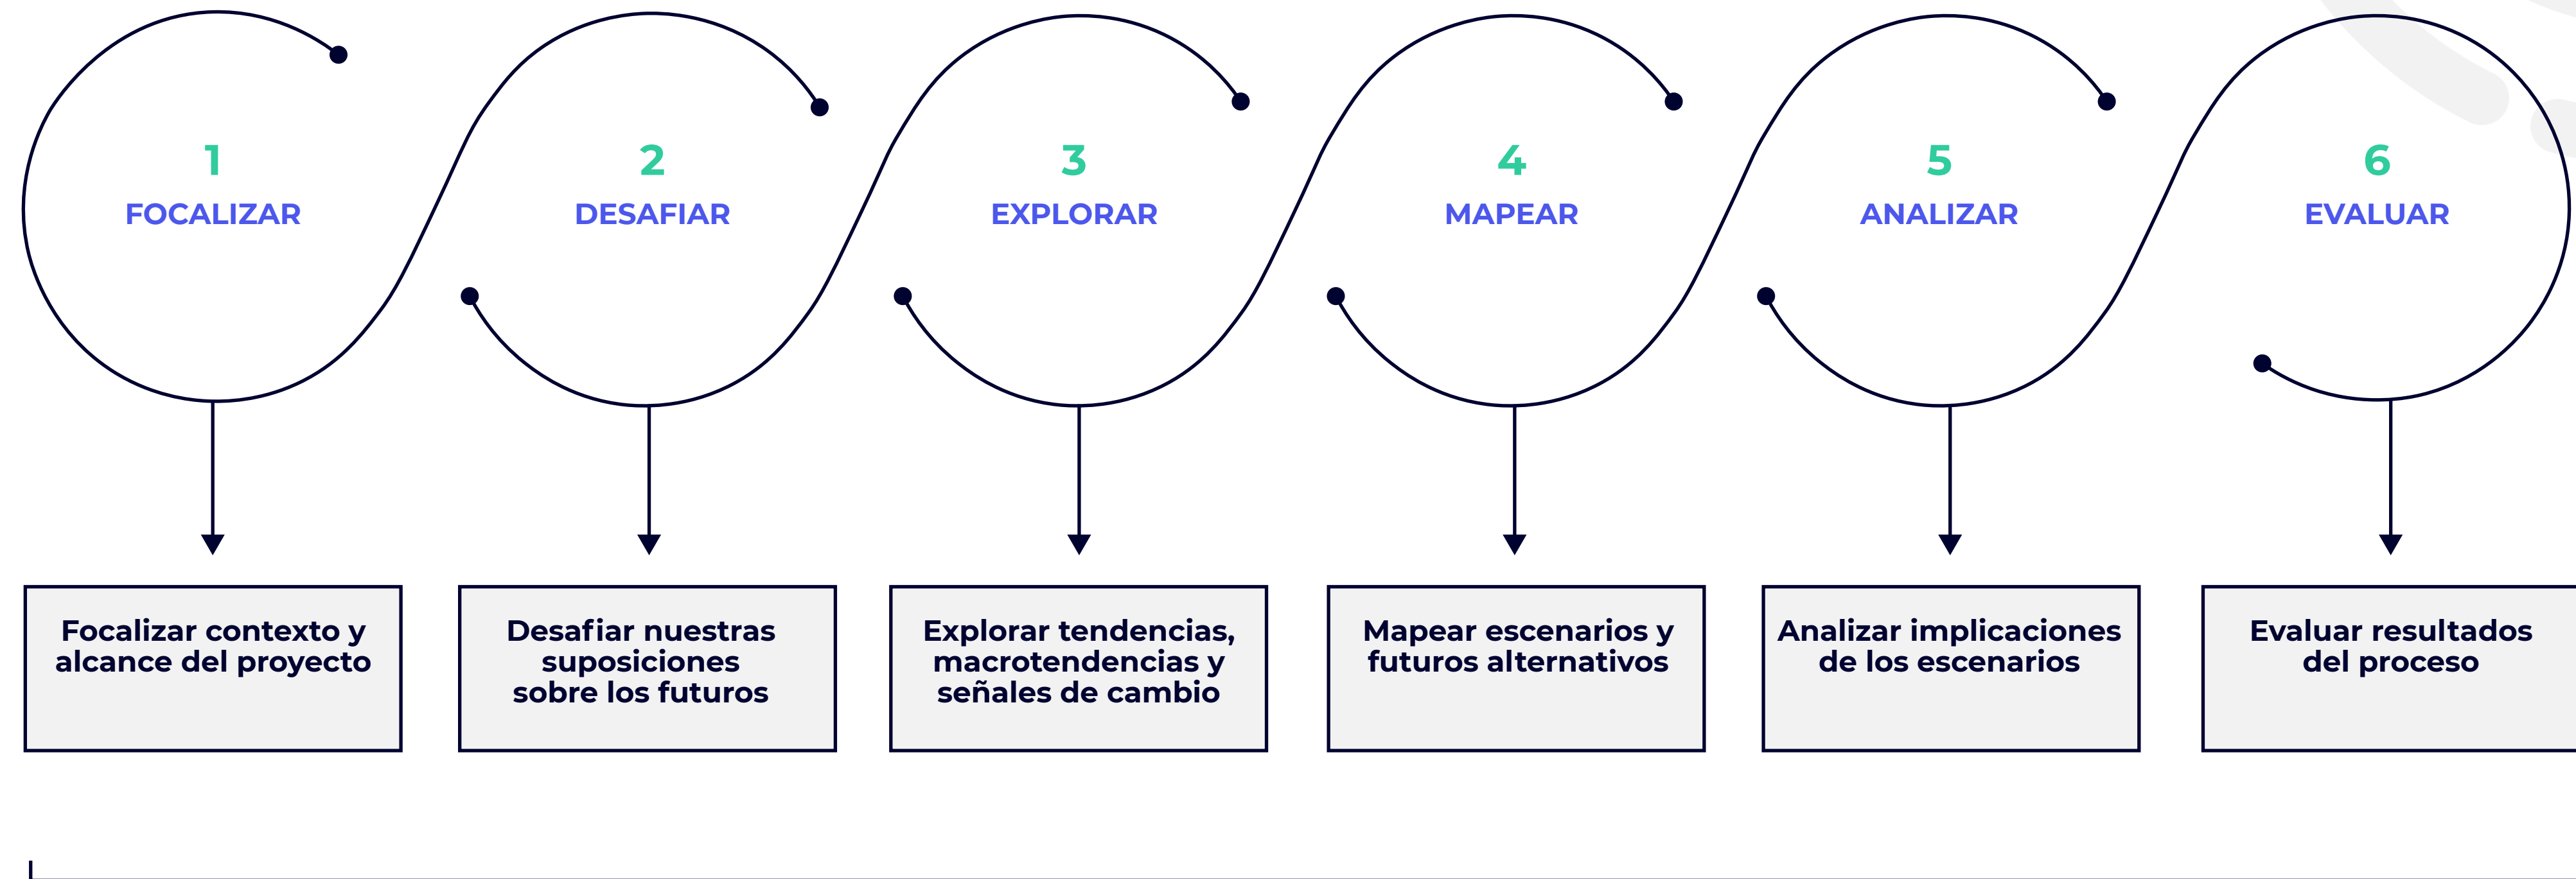 1
FOCALIZAR
2
DESAFIAR
3
EXPLORAR
4
MAPEAR
5
ANALIZAR
6
EVALUAR
Focalizar contexto y
alcance del proyecto
Desafiar nuestras
suposiciones
sobre los futuros
Explorar tendencias,
macrotendencias y
señales de cambio
Mapear escenarios y
futuros alternativos
Analizar implicaciones
de los escenarios
Evaluar resultados
del proceso